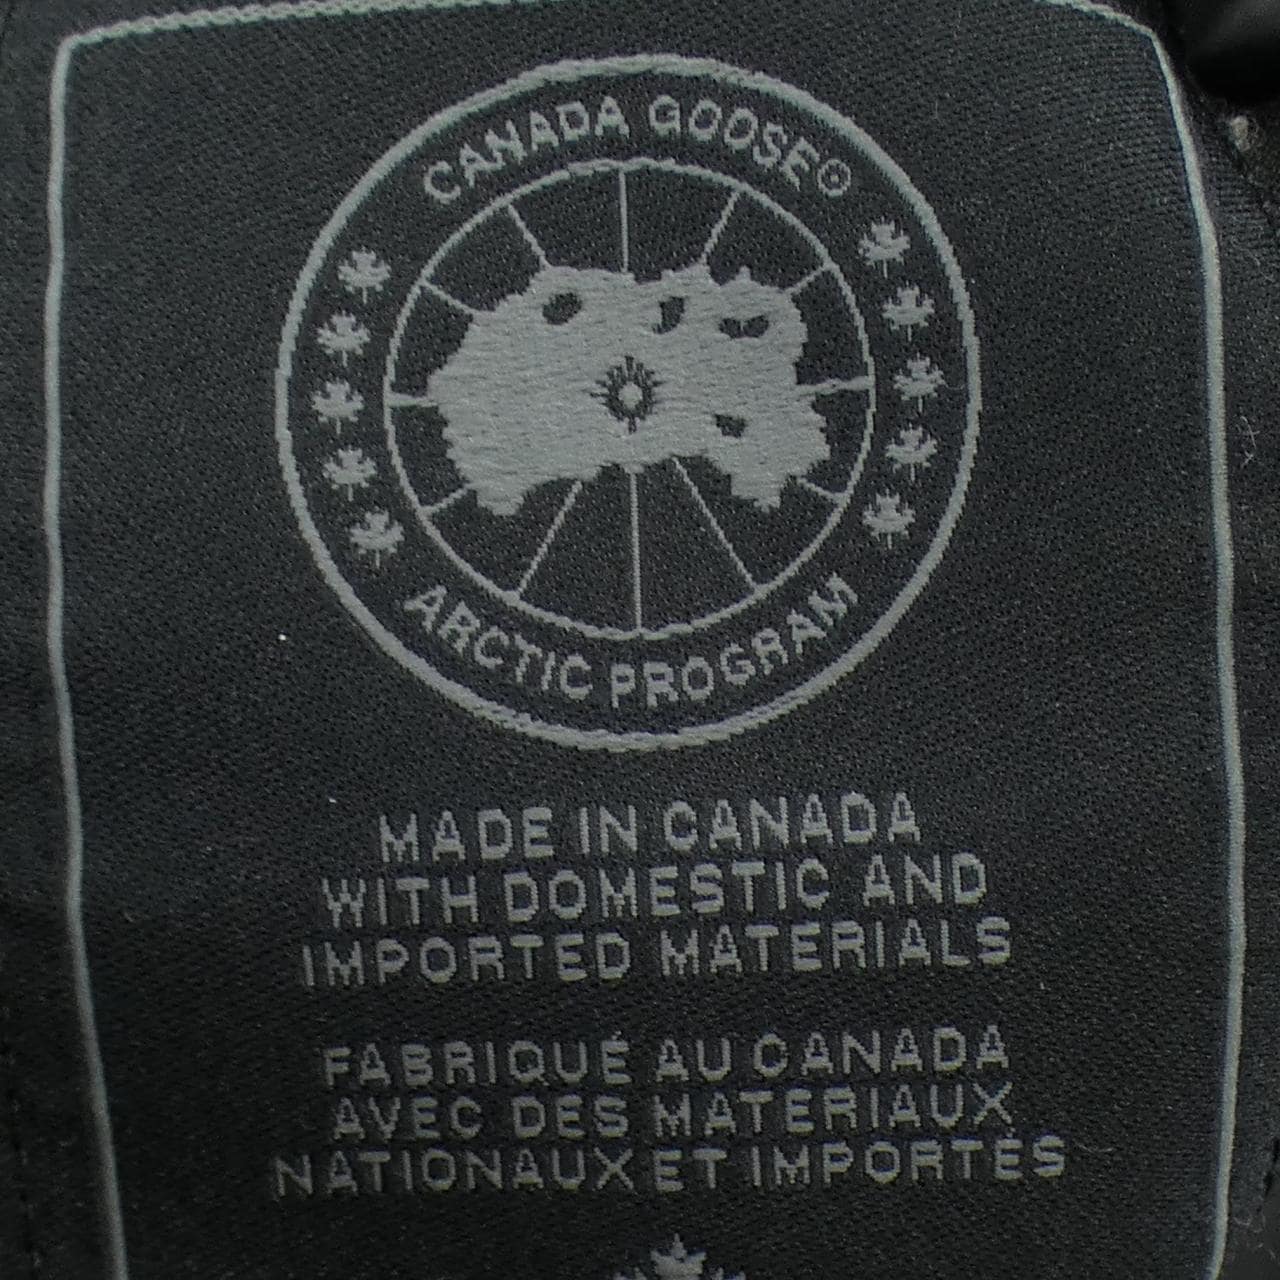 CANADA GOOSE®
ARCTIC PROGRAM
MADE IN CANADA
WITH DOMESTIC AND
IMPORTED MATERIALS
FABRIQUÉ AU CANADA
AVEC DES MATERIAUX
NATIONAUX ET IMPORTÉS